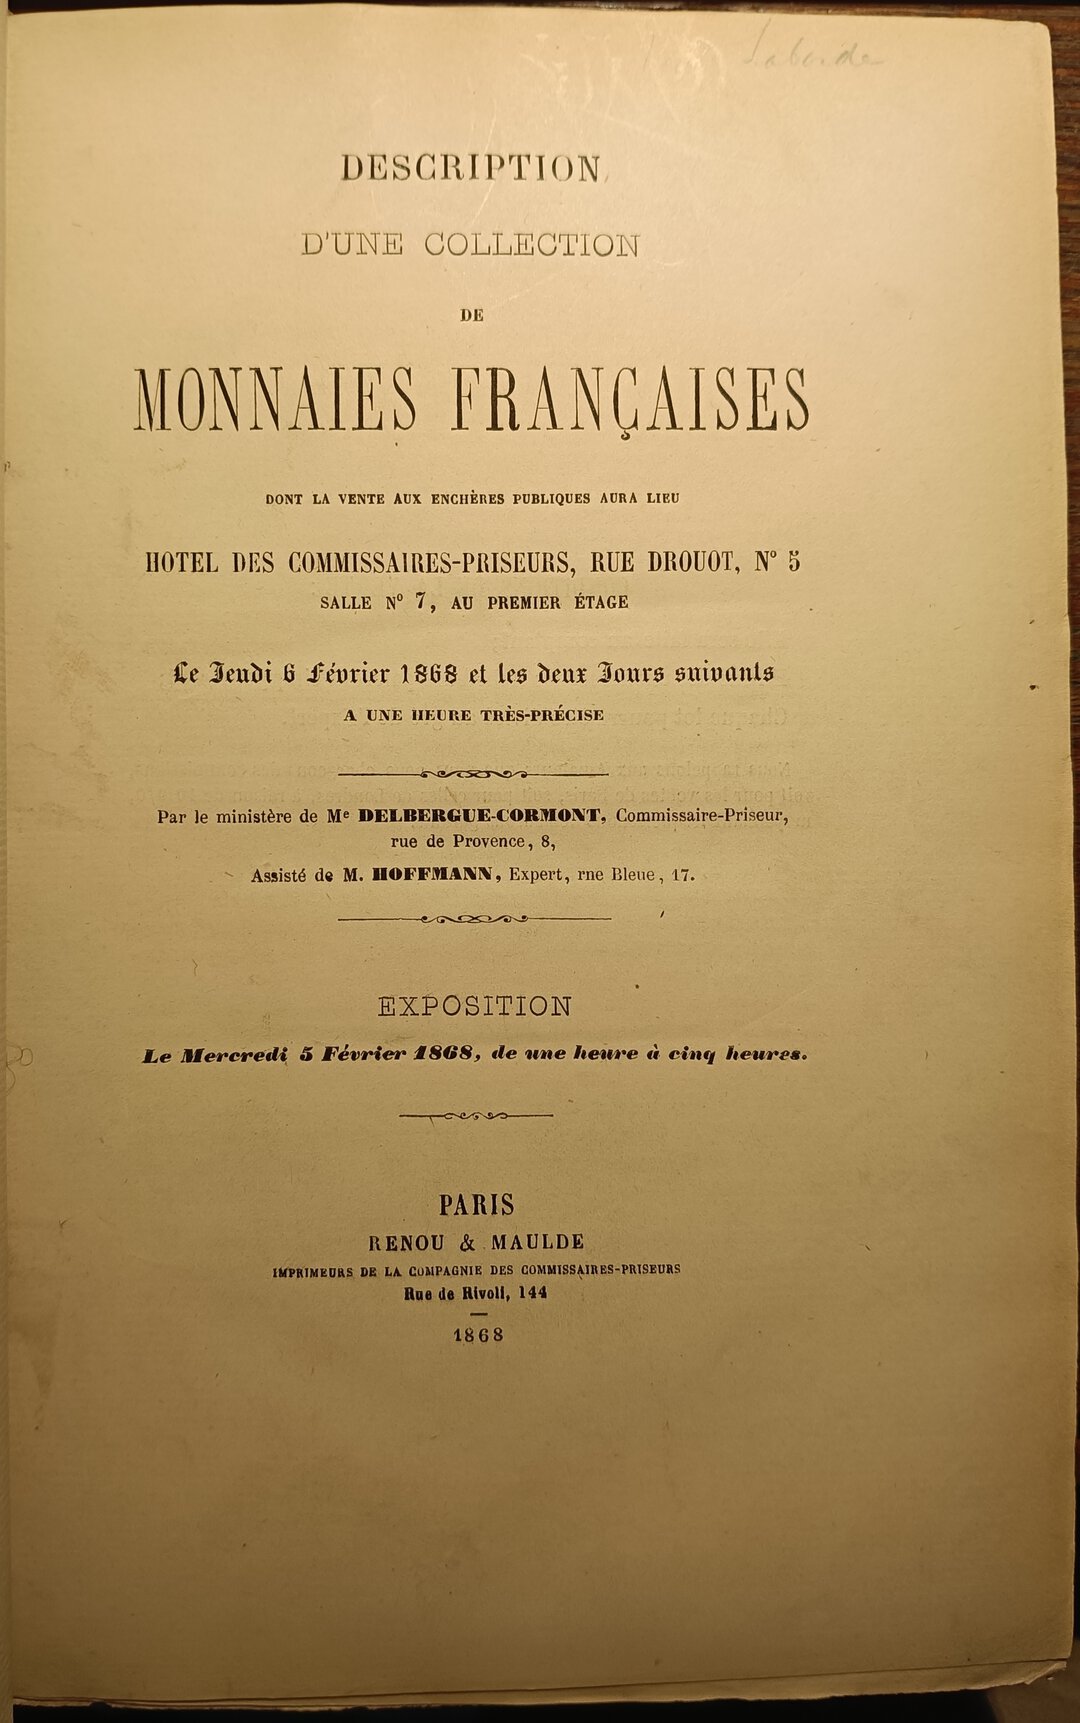 Laborde
DESCRIPTION
D'UNE COLLECTION
DE
MONNAIES FRANÇAISES
DONT LA VENTE AUX ENCHÈRES PUBLIQUES AURA LIEU
HOTEL DES COMMISSAIRES-PRISEURS, RUE DROUOT, Nº 5
SALLE Nº 7, AU PREMIER ÉTAGE
Le Jeudi 6 Février 1868 et les deux Jours suivants
A UNE HEURE TRÈS-PRÉCISE
Par le ministère de Me DELBERGUE-CORMONT, Commissaire-Priseur,
rue de Provence, 8,
Assisté de M. HOFFMANN, Expert, rne Bleue, 17.
EXPOSITION
Le Mercredi 5 Février 1868, de une heure à cinq heures.
PARIS
RENOU & MAULDE
IMPRIMEURS DE LA COMPAGNIE DES COMMISSAIRES-PRISEURS
Rue de Rivoli, 144
1868